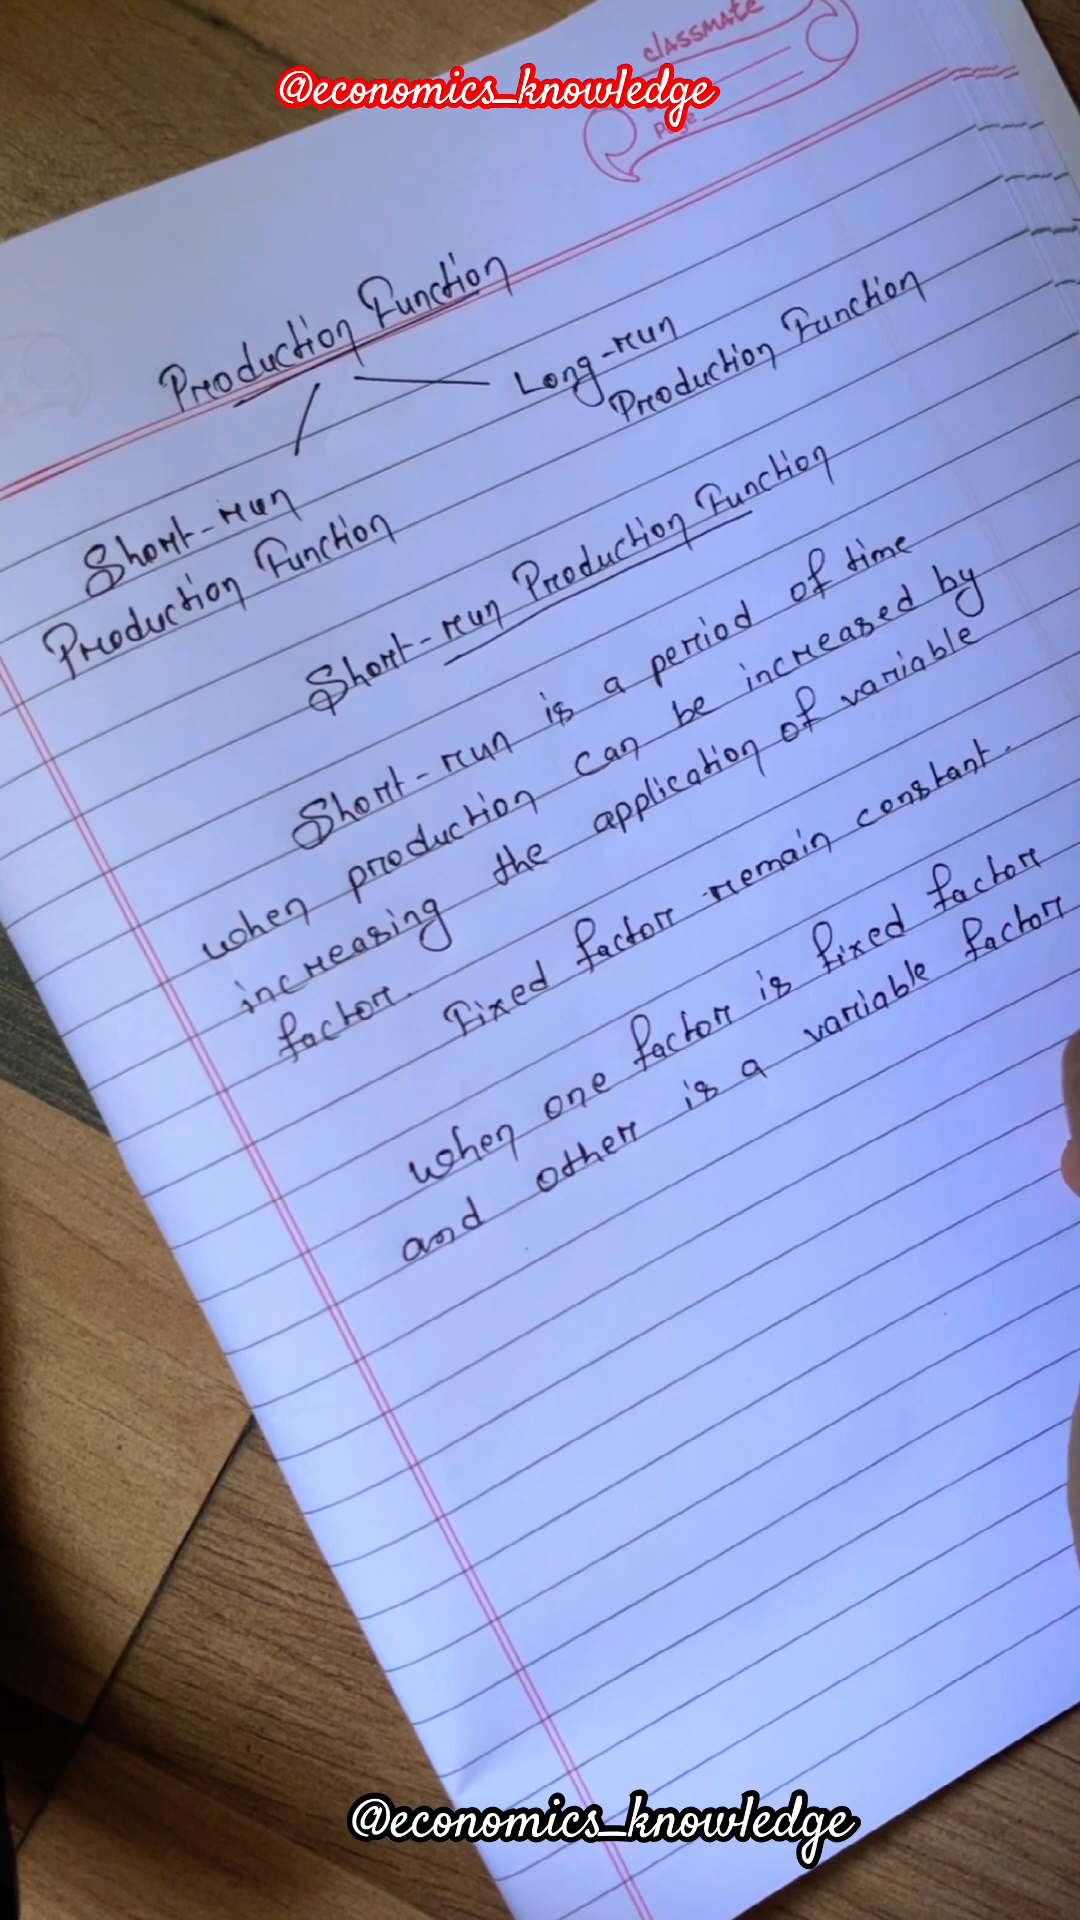 classmate
@economics_knowledge
Page
Production Function
Long-run
Production Function
Short-run
Production Function
Short-run Production Function
Short-run is a period of time
when production can be increased by
increasing the application of variable
factor.
Fixed factor remain constant.
when one factor is fixed factor
and other is a variable factor
@economics_knowledge